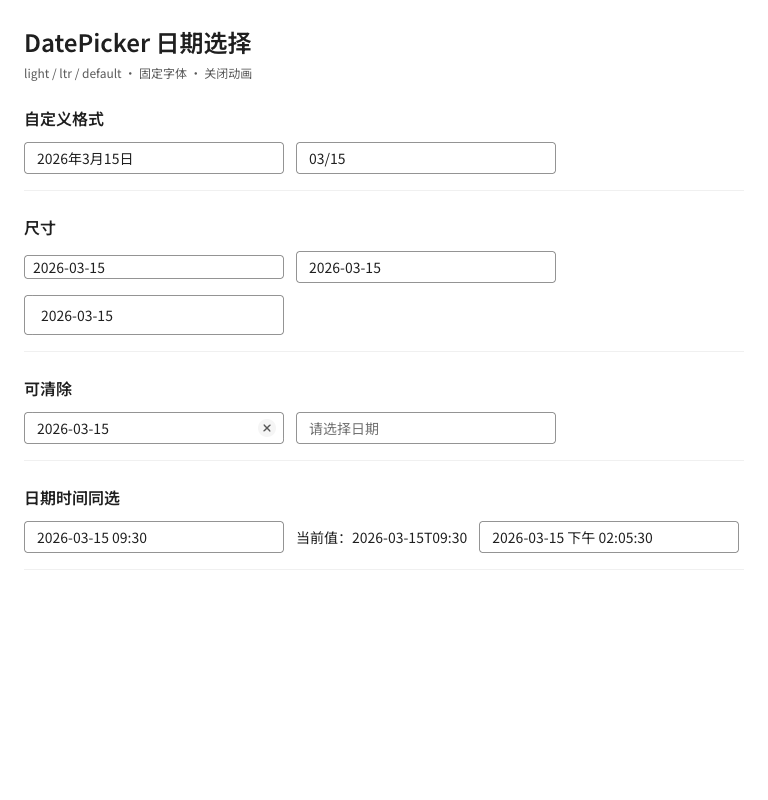 DatePicker 日期选择
light / ltr / default ・ 固定字体 ・ 关闭动画
自定义格式
2026年3月15日
03/15
尺寸
2026-03-15
2026-03-15
2026-03-15
可清除
2026-03-15
请选择日期
日期时间同选
2026-03-15 09:30
当前值：2026-03-15T09:30
2026-03-15 下午 02:05:30